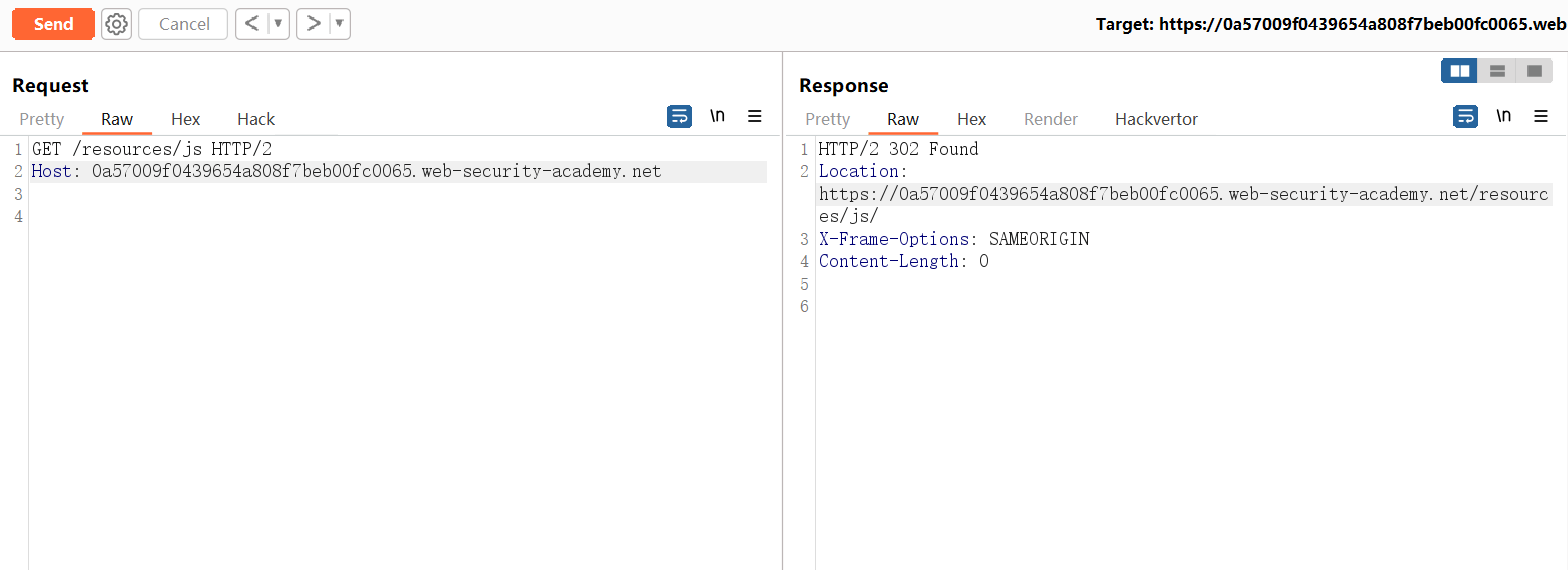 Send Cancel < > Target: https://0a57009f0439654a808f7beb00fc0065.web
Request
Pretty Raw Hex Hack \n
1 GET /resources/js HTTP/2
2 Host: 0a57009f0439654a808f7beb00fc0065.web-security-academy.net
3
4
Response
Pretty Raw Hex Render Hackvertor \n
1 HTTP/2 302 Found
2 Location:
https://0a57009f0439654a808f7beb00fc0065.web-security-academy.net/resourc
es/js/
3 X-Frame-Options: SAMEORIGIN
4 Content-Length: 0
5
6